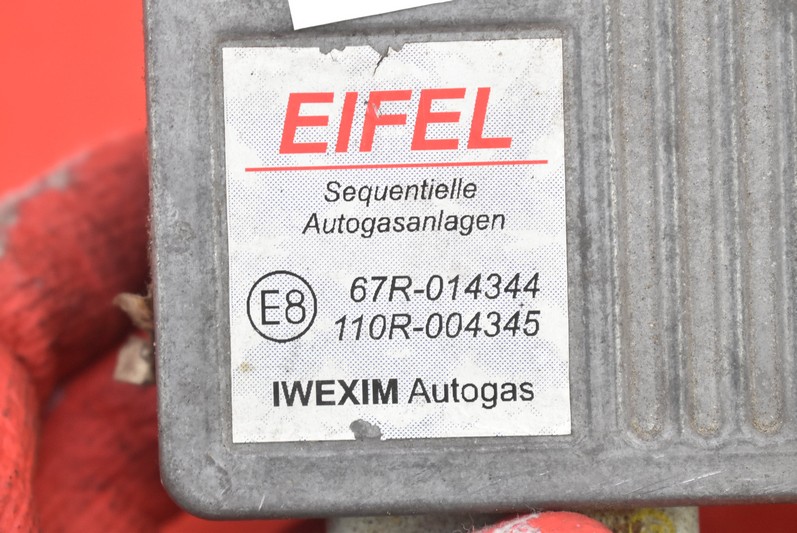 EIFEL
Sequentielle
Autogasanlagen
E8 67R-014344
110R-004345
IWEXIM Autogas